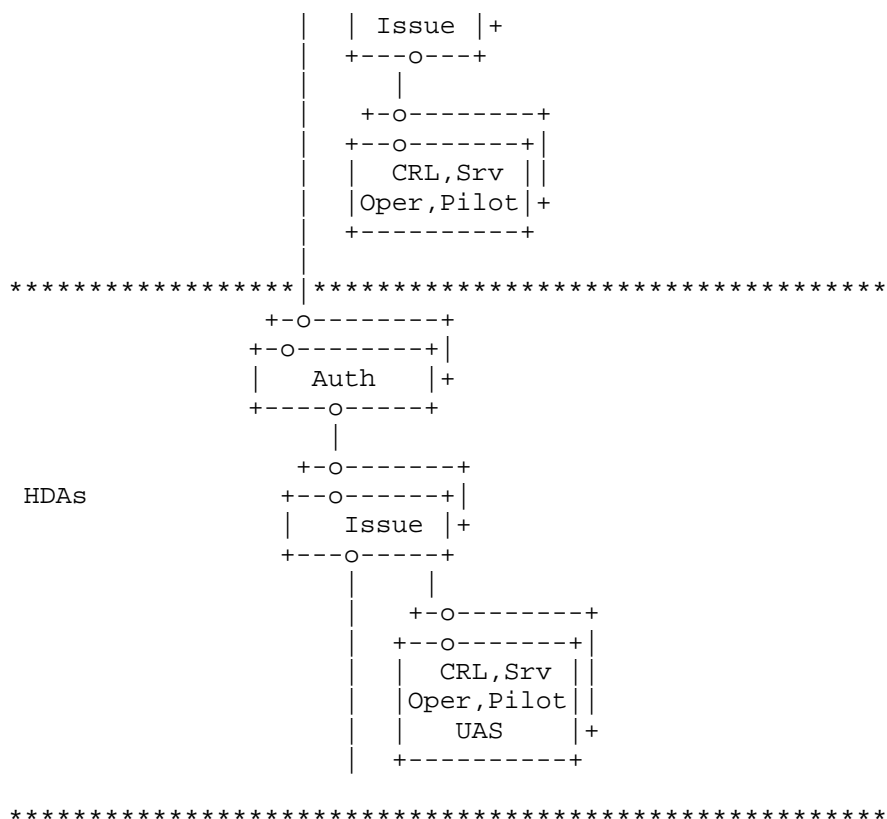 Issue
CRL,Srv
Oper,Pilot
Auth
HDAs
Issue
CRL,Srv
Oper,Pilot
UAS